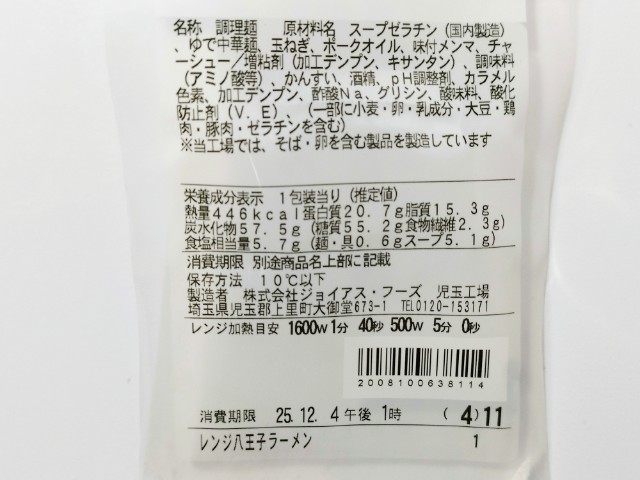 名称 調理麺 原材料名 スープゼラチン(国内製造)
、ゆで中華麺、玉ねぎ、ポークオイル、味付メンマ、チャ
ーシュー/増粘剤(加工デンプン、キサンタン)、調味料
(アミノ酸等)、かんすい、酒精、pH調整剤、カラメル
色素、加工デンプン、酢酸Na、グリシン、酸味料、酸化
防止剤(V.E)、(一部に小麦・卵・乳成分・大豆・鶏
肉・豚肉・ゼラチンを含む)
※当工場では、そば・卵を含む製品を製造しています
栄養成分表示 1包装当り(推定値)
熱量446kcal蛋白質20.7g脂質15.3g
炭水化物57.5g(糖質55.2g食物繊維2.3g)
食塩相当量5.7g(麺・具0.6gスープ5.1g)
消費期限 別途商品名上部に記載
保存方法 10℃以下
製造者 株式会社ジョイアス・フーズ 児玉工場
埼玉県児玉郡上里町大御堂673-1 TEL0120-153171
レンジ加熱目安 1600W 1分 40秒 500W 5分 0秒
2008100638114
消費期限 25.12. 4午後1時 (4)11
レンジ八王子ラーメン 1